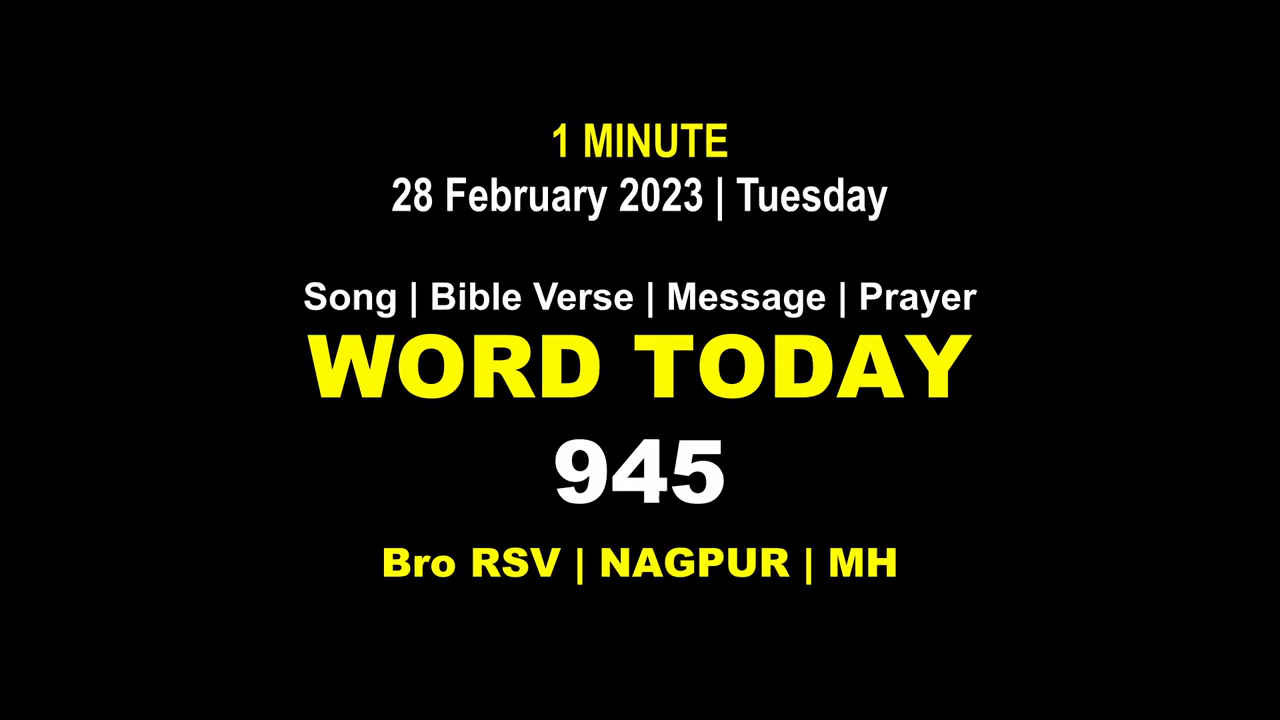 1 MINUTE
28 February 2023 | Tuesday
Song | Bible Verse | Message | Prayer
WORD TODAY
945
Bro RSV | NAGPUR | MH